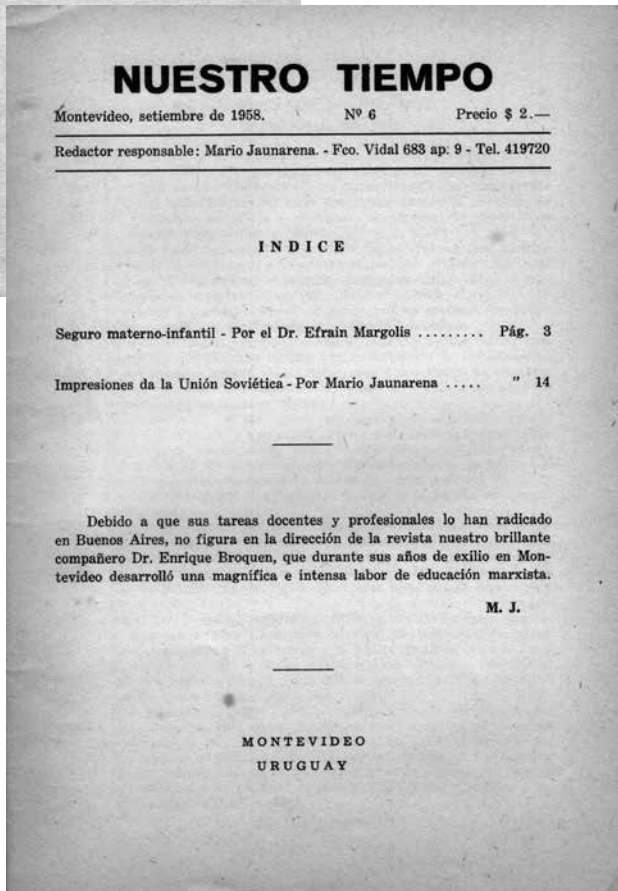 NUESTRO TIEMPO
Montevideo, setiembre de 1958. Nº 6 Precio $ 2.—
Redactor responsable: Mario Jaunarena. - Fco. Vidal 683 ap. 9 - Tel. 419720
INDICE
Seguro materno-infantil - Por el Dr. Efrain Margolis ......... Pág. 3
Impresiones da la Unión Soviética - Por Mario Jaunarena ..... " 14
Debido a que sus tareas docentes y profesionales lo han radicado
en Buenos Aires, no figura en la dirección de la revista nuestro brillante
compañero Dr. Enrique Broquen, que durante sus años de exilio en Mon-
tevideo desarrolló una magnífica e intensa labor de educación marxista.
M. J.
MONTEVIDEO
URUGUAY